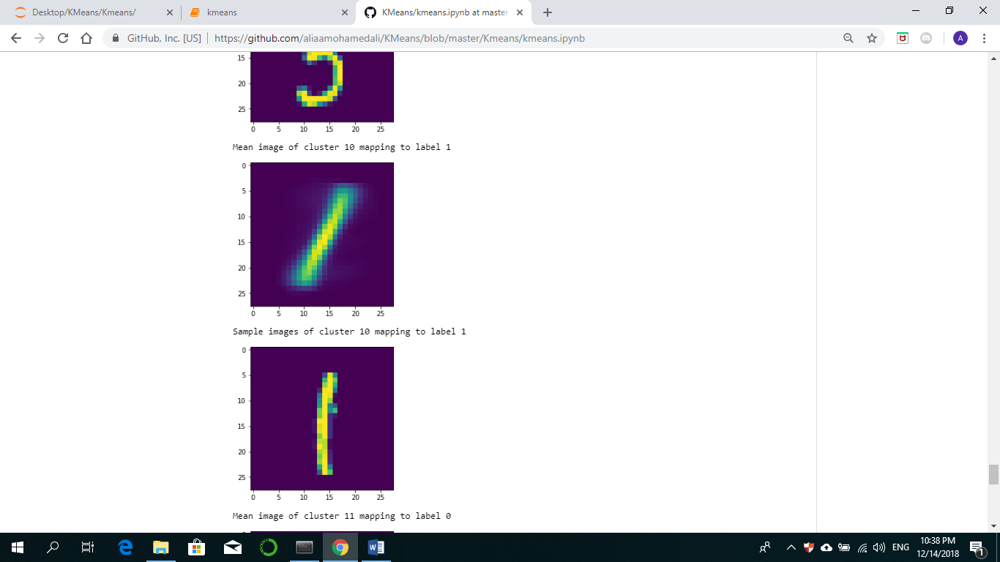 Desktop/KMeans/Kmeans/
kmeans
KMeans/kmeans.ipynb at master
GitHub, Inc. [US]
https://github.com/aliaamohamedali/KMeans/blob/master/Kmeans/kmeans.ipynb
A
15
20
25
0 5 10 15 20 25
Mean image of cluster 10 mapping to label 1
0
5
10
15
20
25
0 5 10 15 20 25
Sample images of cluster 10 mapping to label 1
0
5
10
15
20
25
0 5 10 15 20 25
Mean image of cluster 11 mapping to label 0
0
ENG
10:38 PM
12/14/2018
1